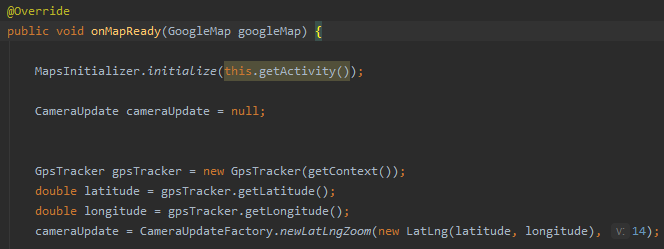 @Override
public void onMapReady(GoogleMap googleMap) {
MapsInitializer.initialize(this.getActivity());
CameraUpdate cameraUpdate = null;
GpsTracker gpsTracker = new GpsTracker(getContext());
double latitude = gpsTracker.getLatitude();
double longitude = gpsTracker.getLongitude();
cameraUpdate = CameraUpdateFactory.newLatLngZoom(new LatLng(latitude, longitude), v: 14);